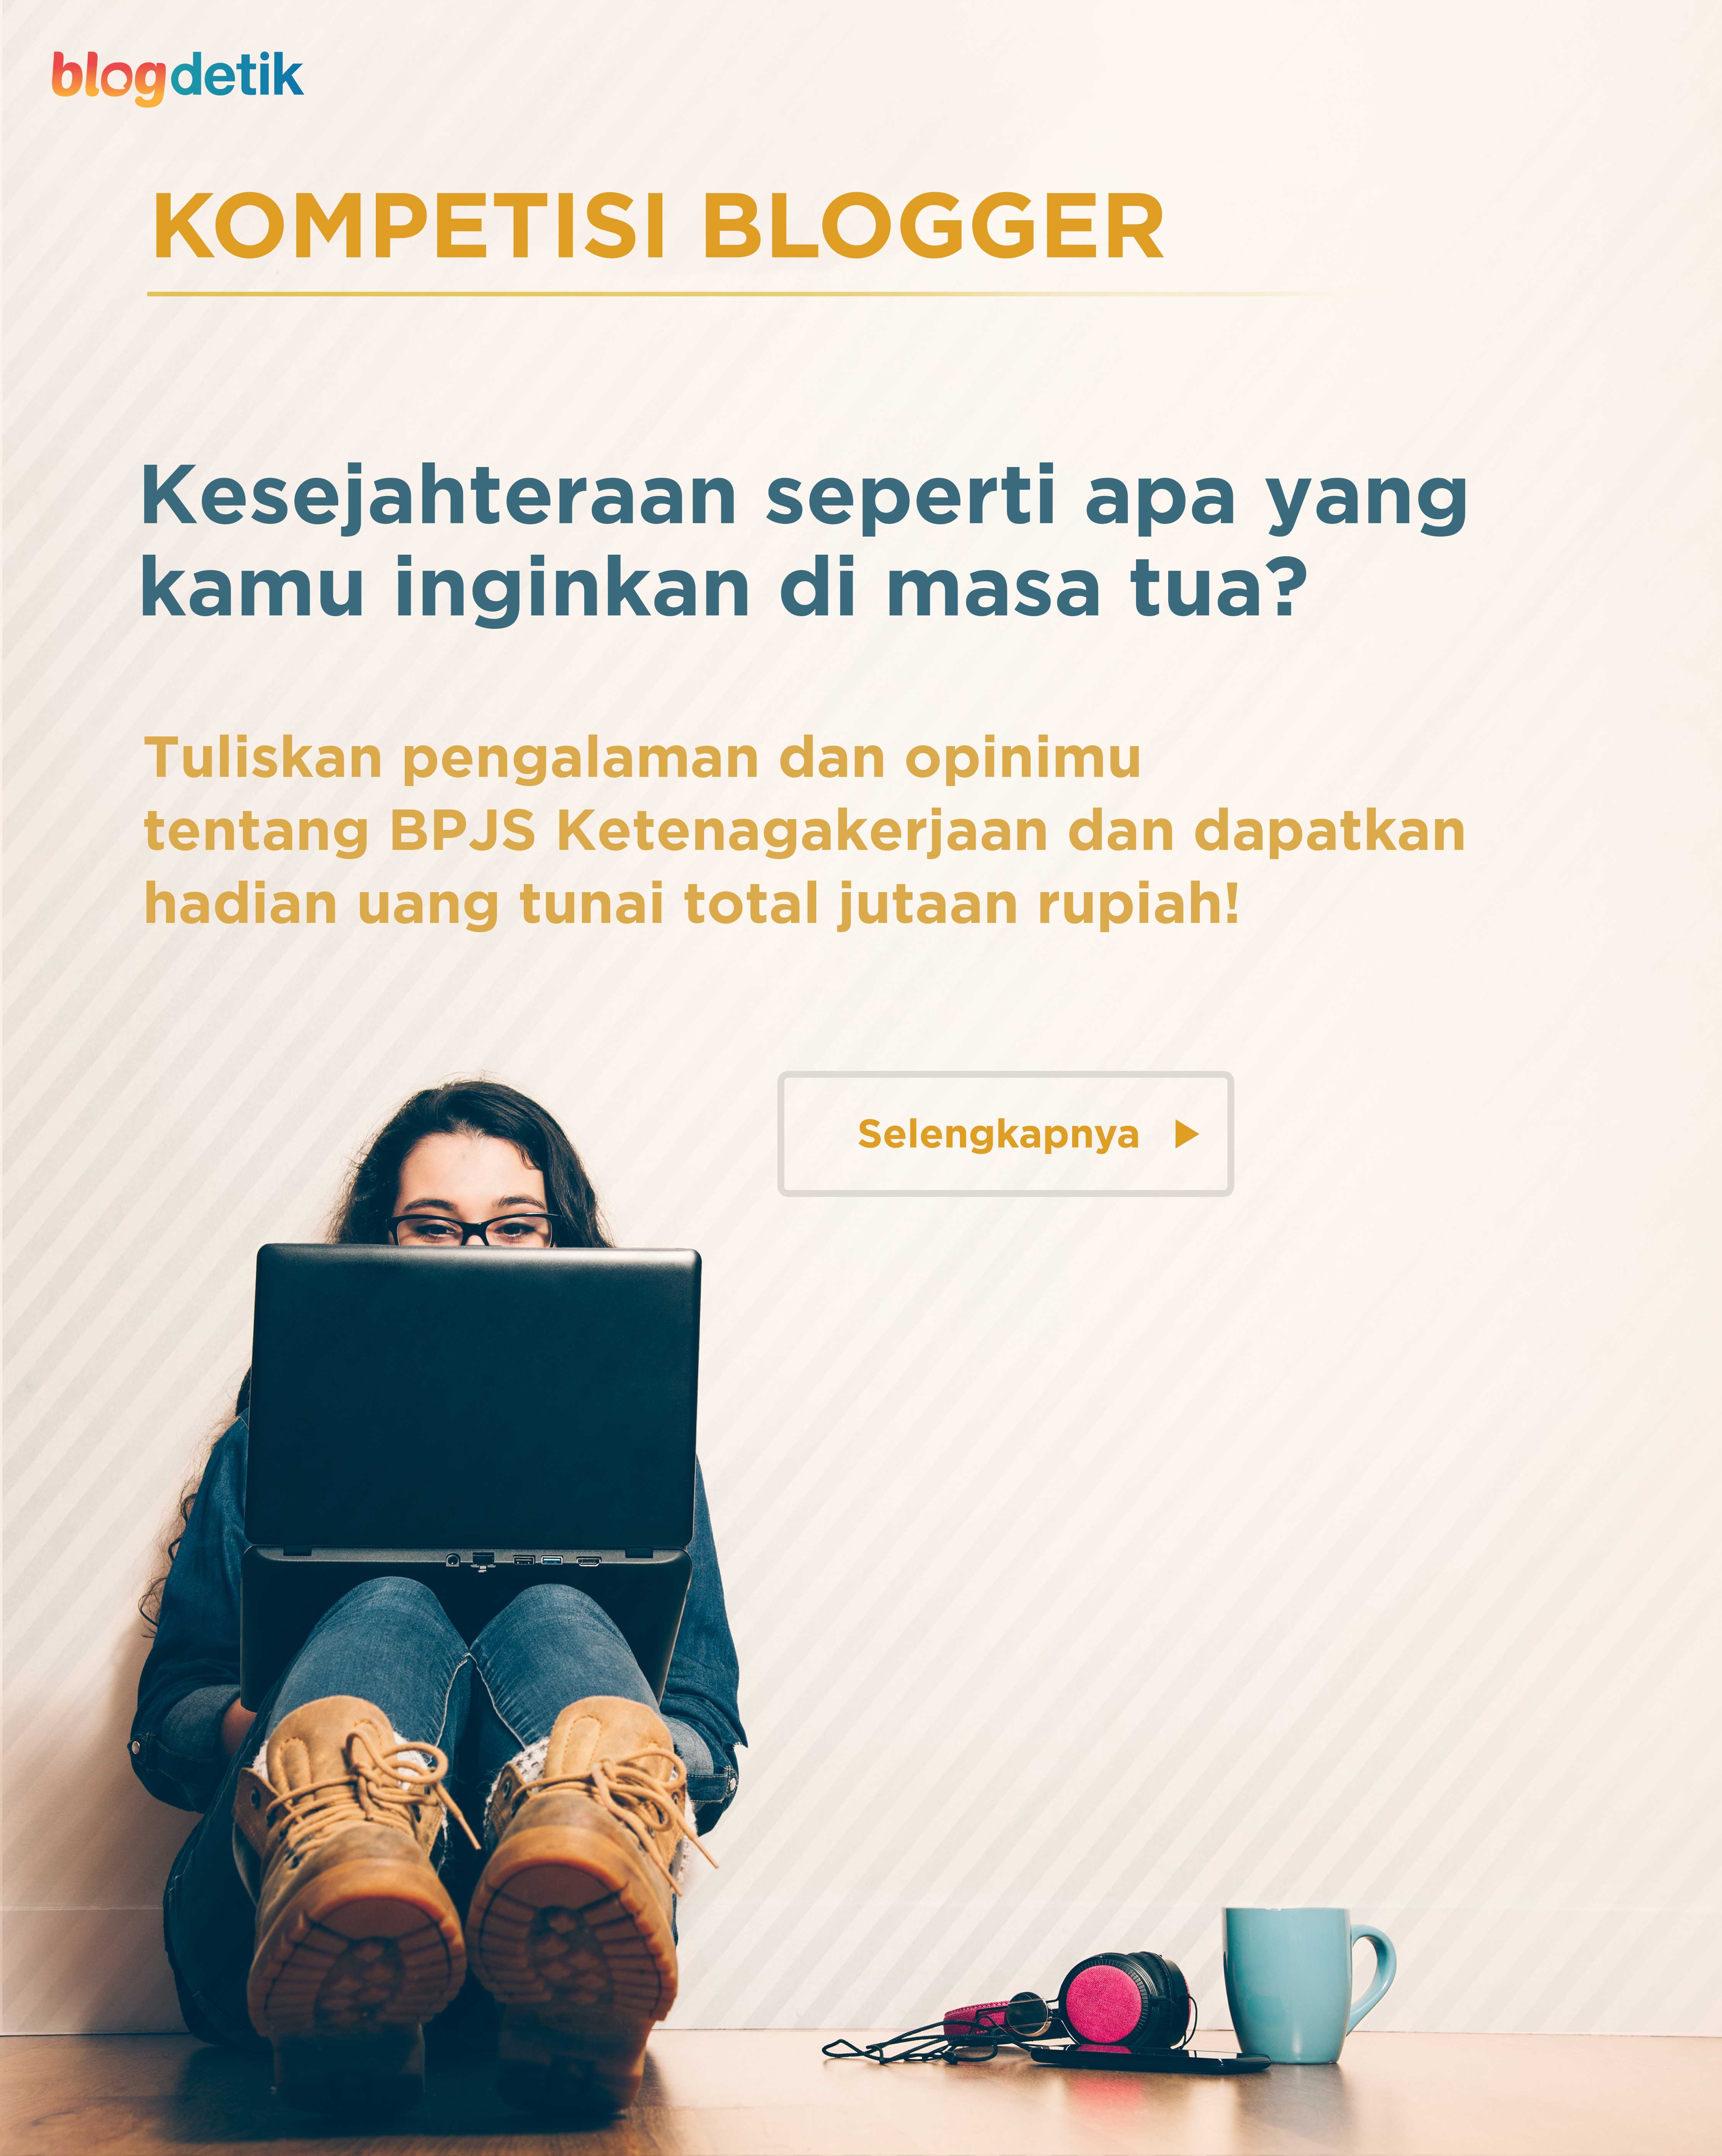 blogdetik
KOMPETISI BLOGGER
Kesejahteraan seperti apa yang
kamu inginkan di masa tua?
Tuliskan pengalaman dan opinimu
tentang BPJS Ketenagakerjaan dan dapatkan
hadian uang tunai total jutaan rupiah!
Selengkapnya